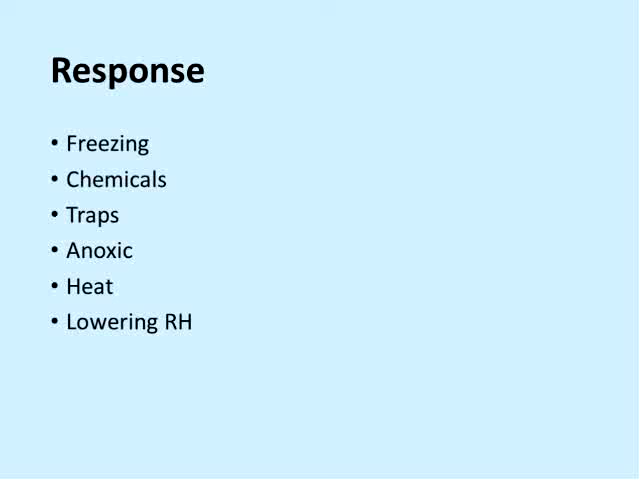 Response
• Freezing
• Chemicals
• Traps
• Anoxic
• Heat
• Lowering RH